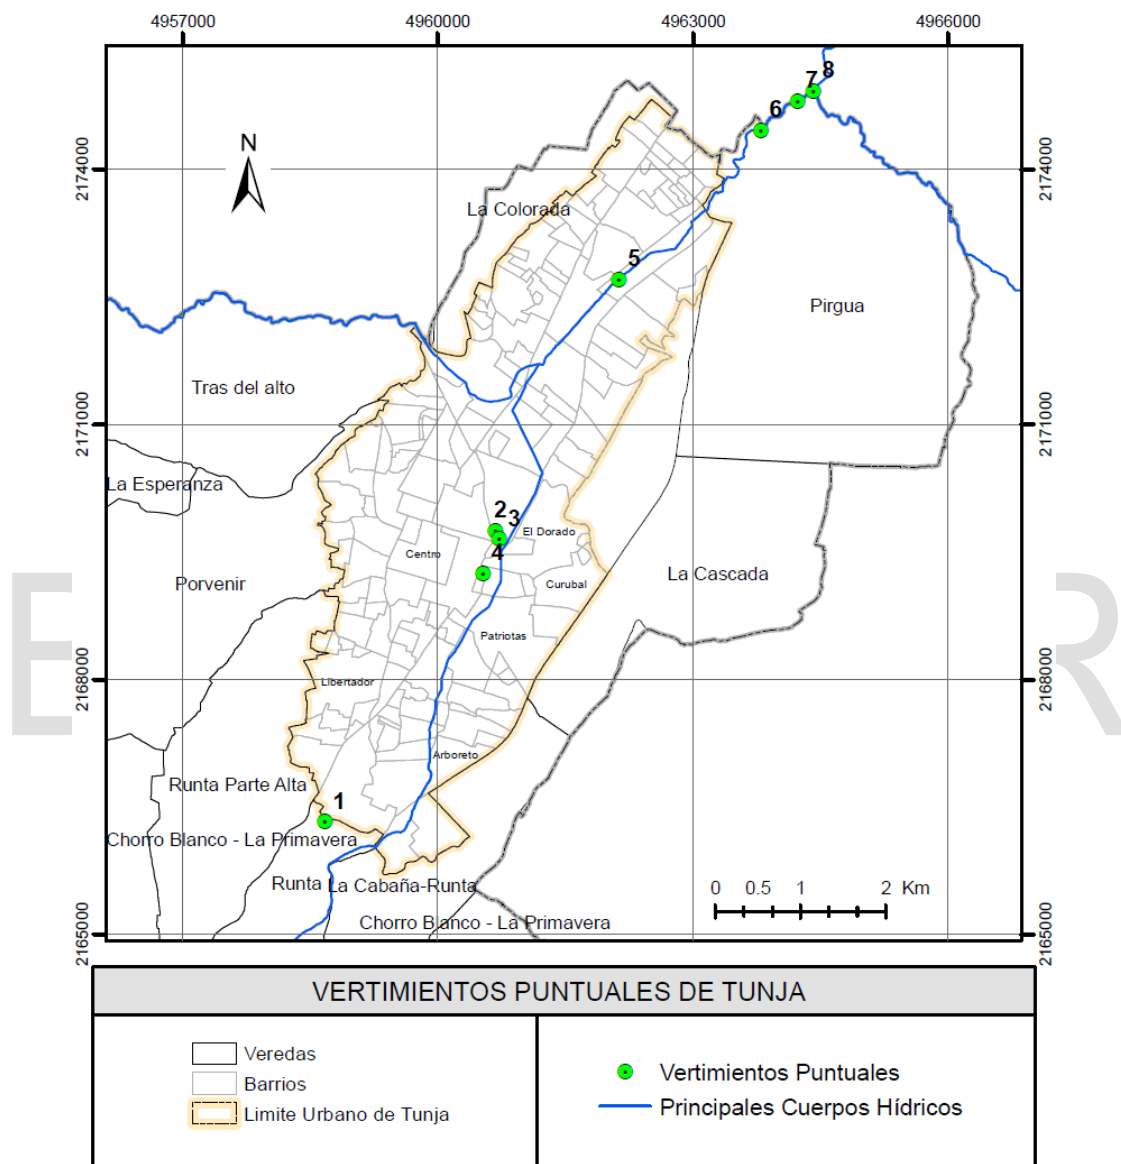 4957000 4960000 4963000 4966000
8
7
6
N
2174000 2174000
La Colorada
5
Pirgua
Tras del alto
2171000 2171000
La Esperanza
2
3
El Dorado
4
Centro
La Cascada
Porvenir
Curubal
E R
Patriotas
2168000 2168000
Libertador
Arboreto
Runta Parte Alta
1
Chorro Blanco - La Primavera
Runta La Cabaña-Runta
0 0.5 1 2 Km
Chorro Blanco - La Primavera
2165000 2165000
VERTIMIENTOS PUNTUALES DE TUNJA
Veredas
Barrios
Limite Urbano de Tunja
Vertimientos Puntuales
Principales Cuerpos Hídricos